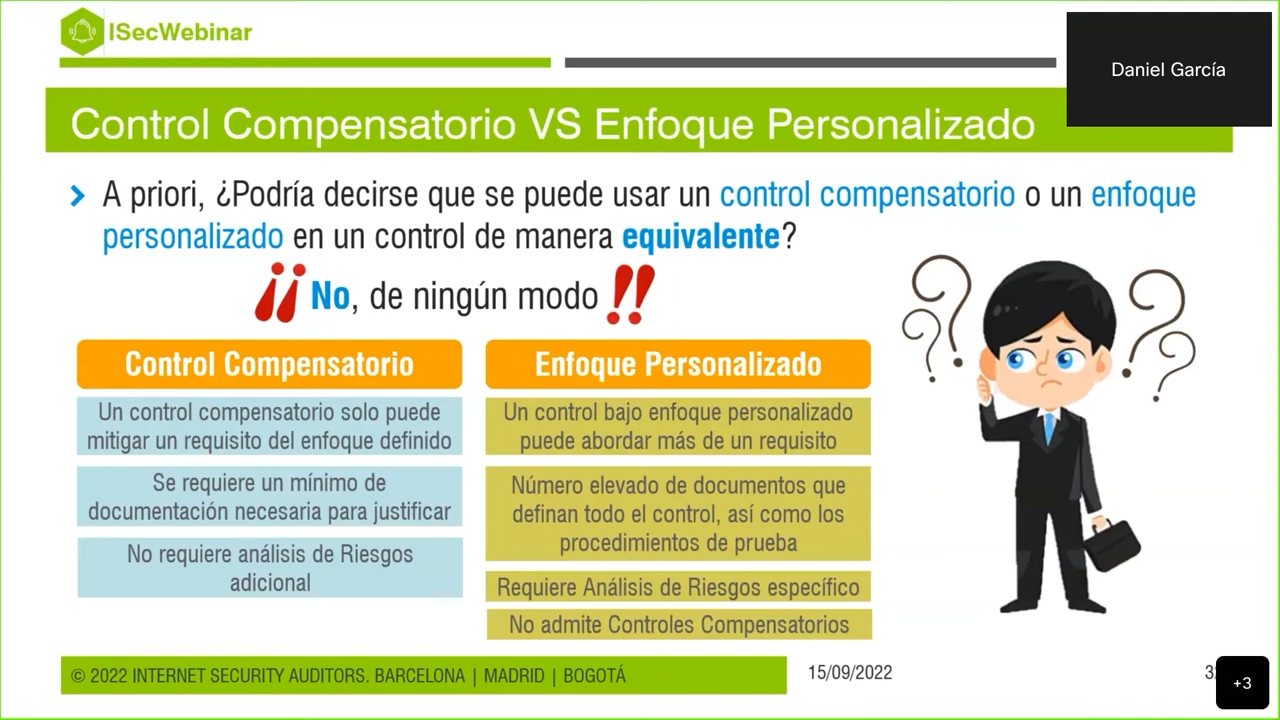 ISecWebinar
Daniel García
Control Compensatorio VS Enfoque Personalizado
A priori, ¿Podría decirse que se puede usar un control compensatorio o un enfoque
personalizado en un control de manera equivalente?
¡¡ No, de ningún modo !!
Control Compensatorio
Un control compensatorio solo puede
mitigar un requisito del enfoque definido
Se requiere un mínimo de
documentación necesaria para justificar
No requiere análisis de Riesgos
adicional
Enfoque Personalizado
Un control bajo enfoque personalizado
puede abordar más de un requisito
Número elevado de documentos que
definan todo el control, así como los
procedimientos de prueba
Requiere Análisis de Riesgos específico
No admite Controles Compensatorios
© 2022 INTERNET SECURITY AUDITORS. BARCELONA | MADRID | BOGOTÁ
15/09/2022
+3